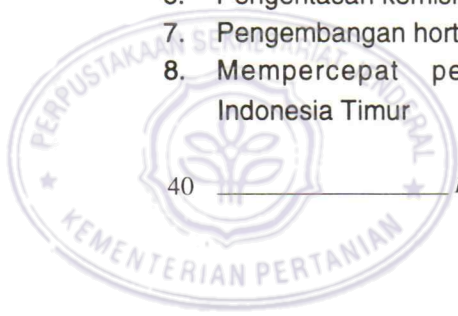 7. Pengembangan hort
8. Mempercepat pe
Indonesia Timur
40
PERPUSTAKAAN SEKRETARIAT JENDERAL
KEMENTERIAN PERTANIAN